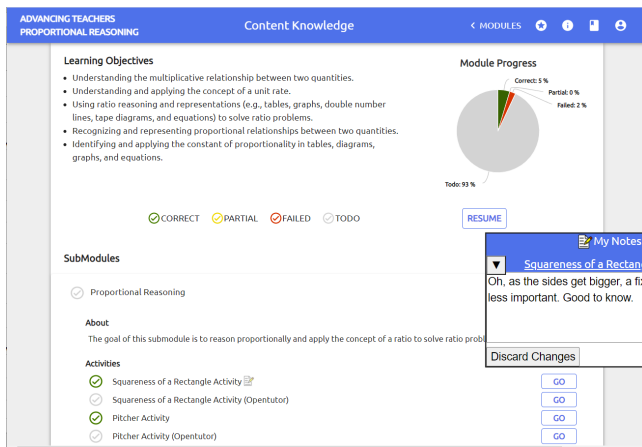 ADVANCING TEACHERS
PROPORTIONAL REASONING
Content Knowledge
< MODULES
Learning Objectives
• Understanding the multiplicative relationship between two quantities.
• Understanding and applying the concept of a unit rate.
• Using ratio reasoning and representations (e.g., tables, graphs, double number
lines, tape diagrams, and equations) to solve ratio problems.
• Recognizing and representing proportional relationships between two quantities.
• Identifying and applying the constant of proportionality in tables, diagrams,
graphs, and equations.
Module Progress
Correct: 5 %
Partial: 0 %
Failed: 2 %
Todo: 93 %
CORRECT PARTIAL FAILED TODO
RESUME
SubModules
Proportional Reasoning
About
The goal of this submodule is to reason proportionally and apply the concept of a ratio to solve ratio probl
Activities
Squareness of a Rectangle Activity GO
Squareness of a Rectangle Activity (Opentutor) GO
Pitcher Activity GO
Pitcher Activity (Opentutor) GO
My Notes
▼ Squareness of a Rectan
Oh, as the sides get bigger, a fi
less important. Good to know.
Discard Changes